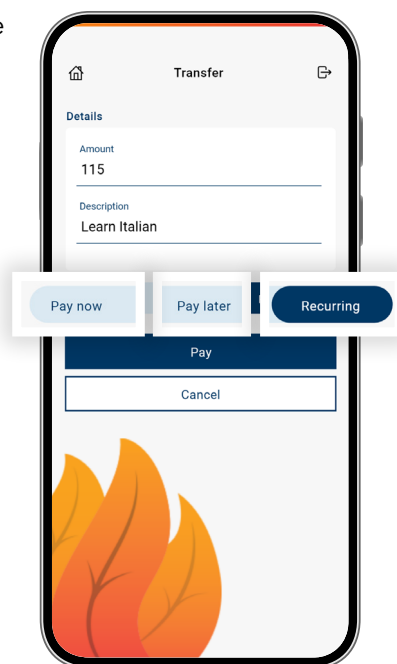 e
Transfer
Details
Amount
115
Description
Learn Italian
Pay now
Pay later
Recurring
Pay
Cancel